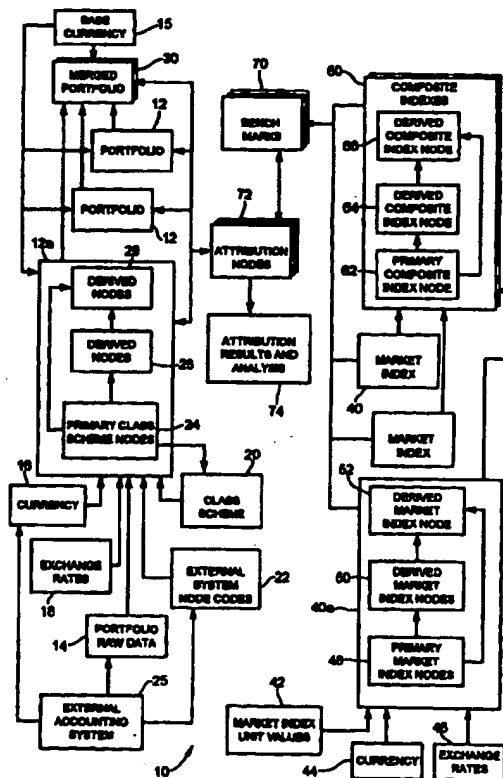 BASE
CURRENCY
15
30
MERGED
PORTFOLIO
12
PORTFOLIO
PORTFOLIO
12
12a
DERIVED NODES
DERIVED
NODES
26
PRIMARY CLASS
SCHEME NODES
24
20
CLASS
SCHEME
16
CURRENCY
EXCHANGE
RATES
18
EXTERNAL
SYSTEM
NODE CODES
22
14
PORTFOLIO
RAW DATA
EXTERNAL
ACCOUNTING
SYSTEM
25
10
70
BENCH
MARKS
72
ATTRIBUTION
NODES
ATTRIBUTION
RESULTS AND
ANALYSIS
74
60
COMPOSITE
INDEXES
DERIVED
COMPOSITE
INDEX NODE
66
DERIVED
COMPOSITE
INDEX NODE
64
PRIMARY
COMPOSITE
INDEX NODE
62
MARKET
INDEX
40
MARKET
INDEX
52
DERIVED
MARKET
INDEX NODE
DERIVED
MARKET
INDEX NODES
50
40a
PRIMARY
MARKET
INDEX NODES
48
42
MARKET INDEX
UNIT VALUES
CURRENCY
44
46
EXCHANGE
RATES